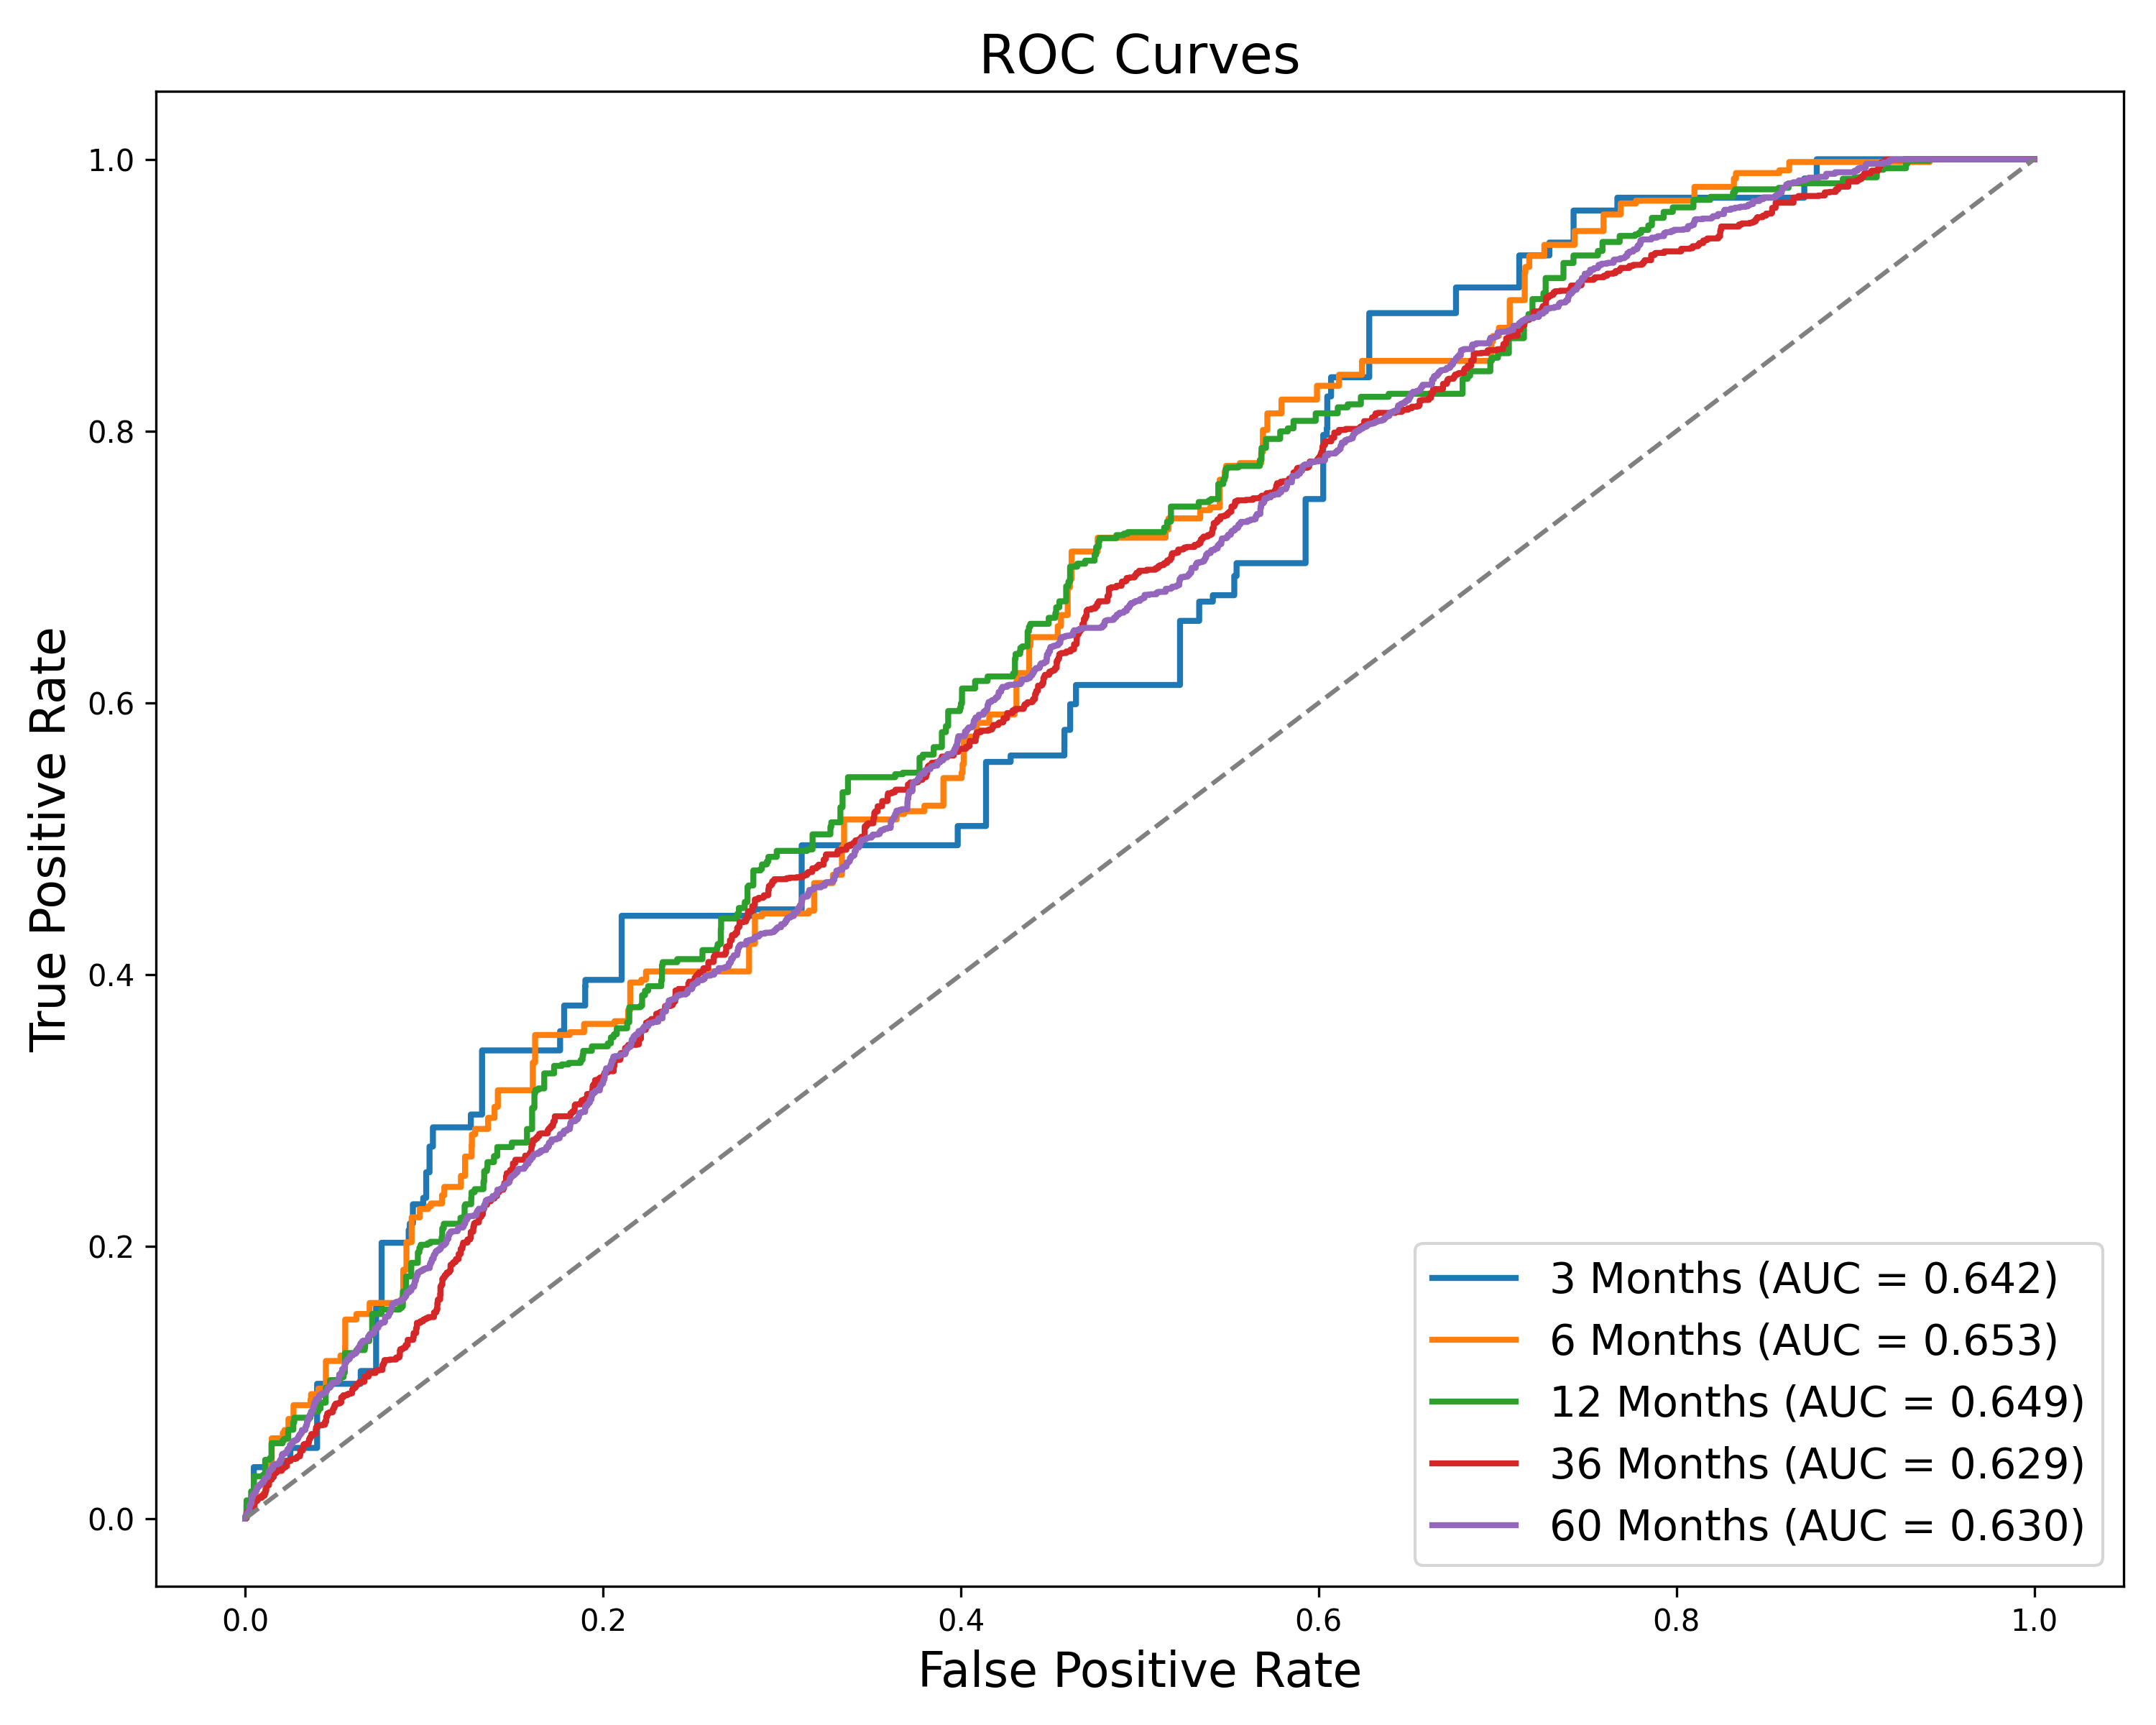 ROC Curves
True Positive Rate
1.0
0.8
0.6
0.4
0.2
0.0
0.0 0.2 0.4 0.6 0.8 1.0
False Positive Rate
3 Months (AUC = 0.642)
6 Months (AUC = 0.653)
12 Months (AUC = 0.649)
36 Months (AUC = 0.629)
60 Months (AUC = 0.630)